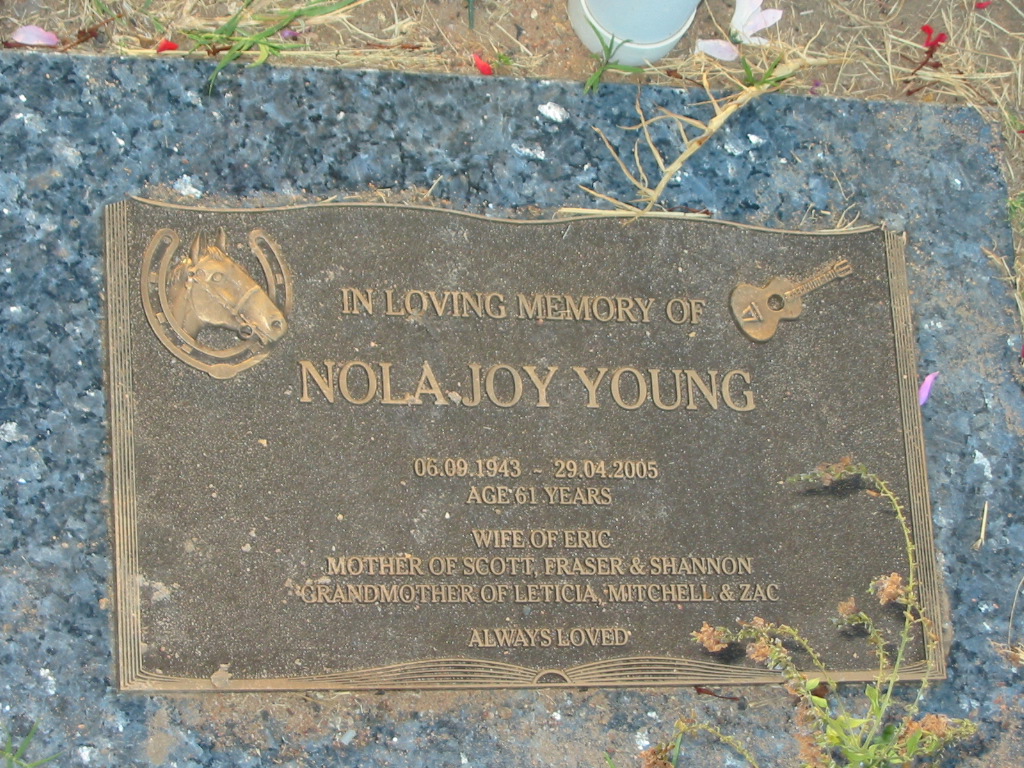 IN LOVING MEMORY OF
NOLA JOY YOUNG
06.09.1943 - 29.04.2005
AGE 61 YEARS
WIFE OF ERIC
MOTHER OF SCOTT, FRASER & SHANNON
GRANDMOTHER OF LETICIA, MITCHELL & ZAC
ALWAYS LOVED